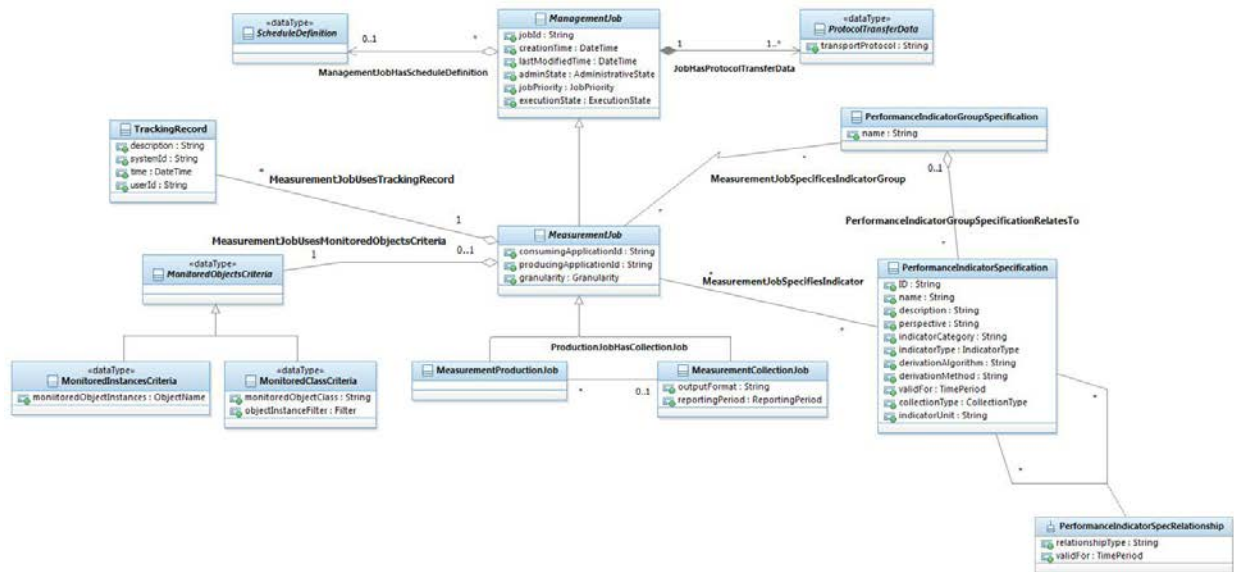 «dataType»
ScheduleDefinition
0..1
*
ManagementJobHasScheduleDefinition
ManagementJob
jobId : String
creationTime : DateTime
lastModifiedTime : DateTime
adminState : AdministrativeState
jobPriority : JobPriority
executionState : ExecutionState
1
1..*
JobHasProtocolTransferData
«dataType»
ProtocolTransferData
transportProtocol : String
TrackingRecord
description : String
systemId : String
time : DateTime
userId : String
*
MeasurementJobUsesTrackingRecord
1
PerformanceIndicatorGroupSpecification
name : String
*
MeasurementJobSpecificesIndicatorGroup
*
0..1
PerformanceIndicatorGroupSpecificationRelatesTo
*
MeasurementJobUsesMonitoredObjectsCriteria
1
0..1
«dataType»
MonitoredObjectsCriteria
MeasurementJob
consumingApplicationId : String
producingApplicationId : String
granularity : Granularity
*
MeasurementJobSpecifiesIndicator
*
PerformanceIndicatorSpecification
ID : String
name : String
description : String
perspective : String
indicatorCategory : String
indicatorType : IndicatorType
derivationAlgorithm : String
derivationMethod : String
validFor : TimePeriod
collectionType : CollectionType
indicatorUnit : String
«dataType»
MonitoredInstancesCriteria
monitoredObjectInstances : ObjectName
«dataType»
MonitoredClassCriteria
monitoredObjectClass : String
objectInstanceFilter : Filter
ProductionJobHasCollectionJob
MeasurementProductionJob
*
0..1
MeasurementCollectionJob
outputFormat : String
reportingPeriod : ReportingPeriod
*
*
PerformanceIndicatorSpecRelationship
relationshipType : String
validFor : TimePeriod